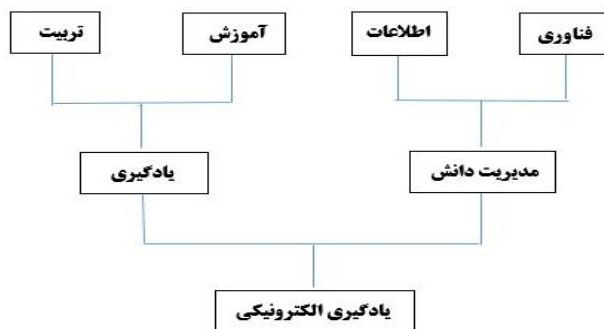 فناوری
اطلاعات
آموزش
تربیت
مدیریت دانش
یادگیری
یادگیری الکترونیکی